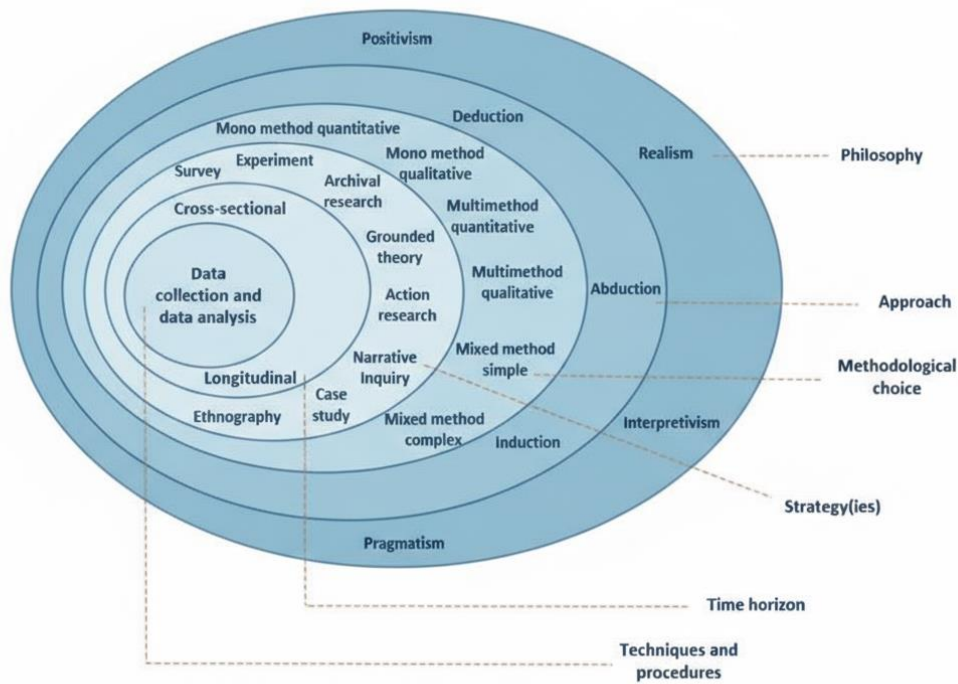 Positivism
Deduction
Mono method quantitative
Realism
Philosophy
Mono method
qualitative
Experiment
Survey
Archival
research
Cross-sectional
Multimethod
quantitative
Grounded
theory
Data
collection and
data analysis
Multimethod
qualitative
Abduction
Approach
Action
research
Mixed method
simple
Methodological
choice
Narrative
Inquiry
Longitudinal
Case
study
Ethnography
Mixed method
complex
Induction
Interpretivism
Strategy(ies)
Pragmatism
Time horizon
Techniques and
procedures